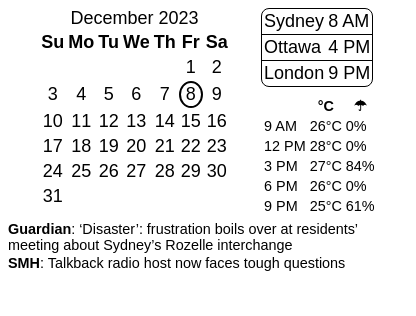 December 2023
Su Mo Tu We Th Fr Sa
1 2
3 4 5 6 7 8 9
10 11 12 13 14 15 16
17 18 19 20 21 22 23
24 25 26 27 28 29 30
31
Sydney 8 AM
Ottawa 4 PM
London 9 PM
°C ☂
9 AM 26°C 0%
12 PM 28°C 0%
3 PM 27°C 84%
6 PM 26°C 0%
9 PM 25°C 61%
Guardian: ‘Disaster’: frustration boils over at residents’
meeting about Sydney’s Rozelle interchange
SMH: Talkback radio host now faces tough questions